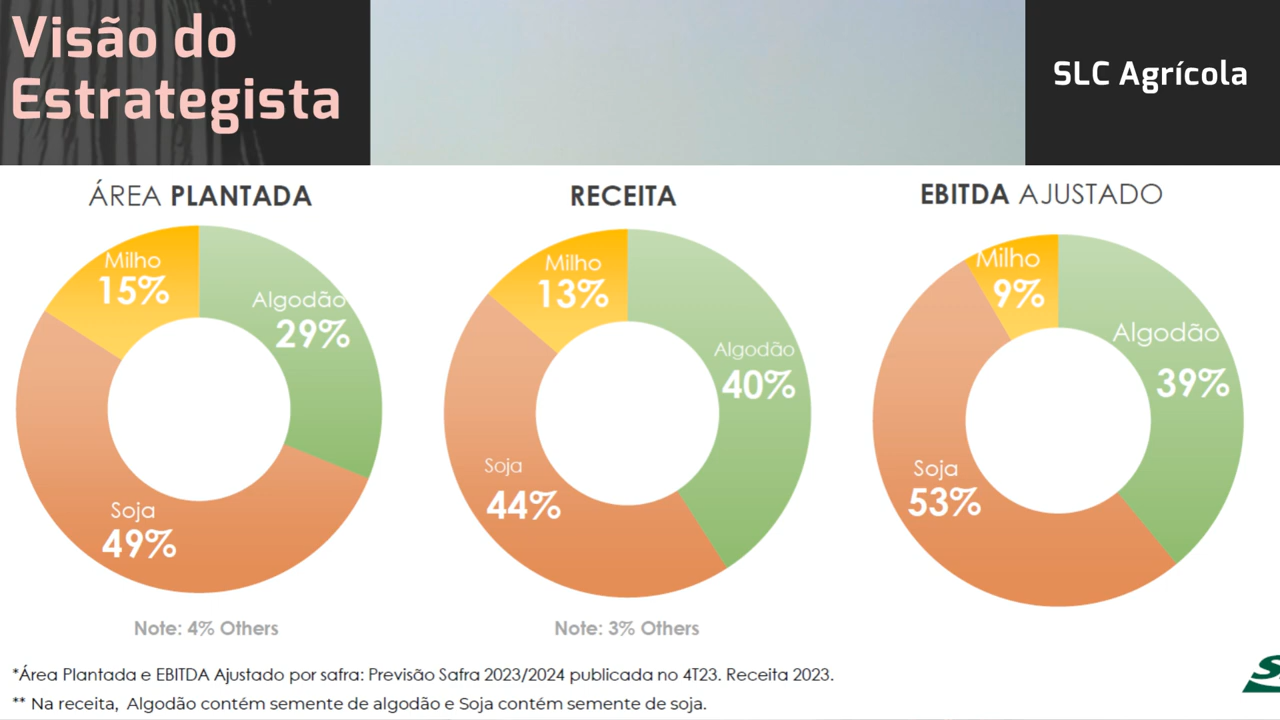 Visão do
Estrategista
SLC Agrícola
ÁREA PLANTADA
Milho
15%
Algodão
29%
Soja
49%
Note: 4% Others
RECEITA
Milho
13%
Algodão
40%
Soja
44%
Note: 3% Others
EBITDA AJUSTADO
Milho
9%
Algodão
39%
Soja
53%
*Área Plantada e EBITDA Ajustado por safra: Previsão Safra 2023/2024 publicada no 4T23. Receita 2023.
** Na receita, Algodão contém semente de algodão e Soja contém semente de soja.